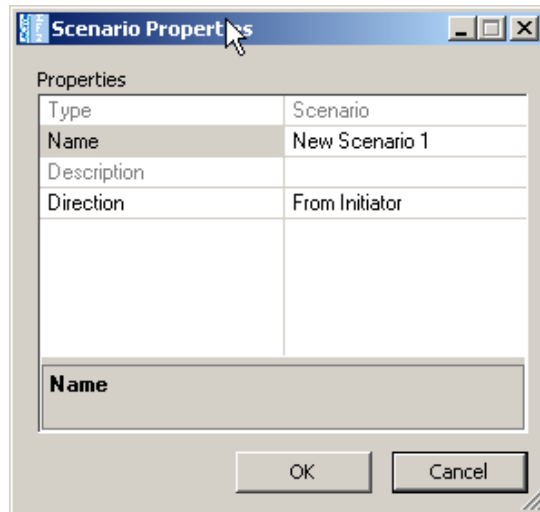 Scenario Properties
Properties
Type Scenario
Name New Scenario 1
Description
Direction From Initiator
Name
OK Cancel